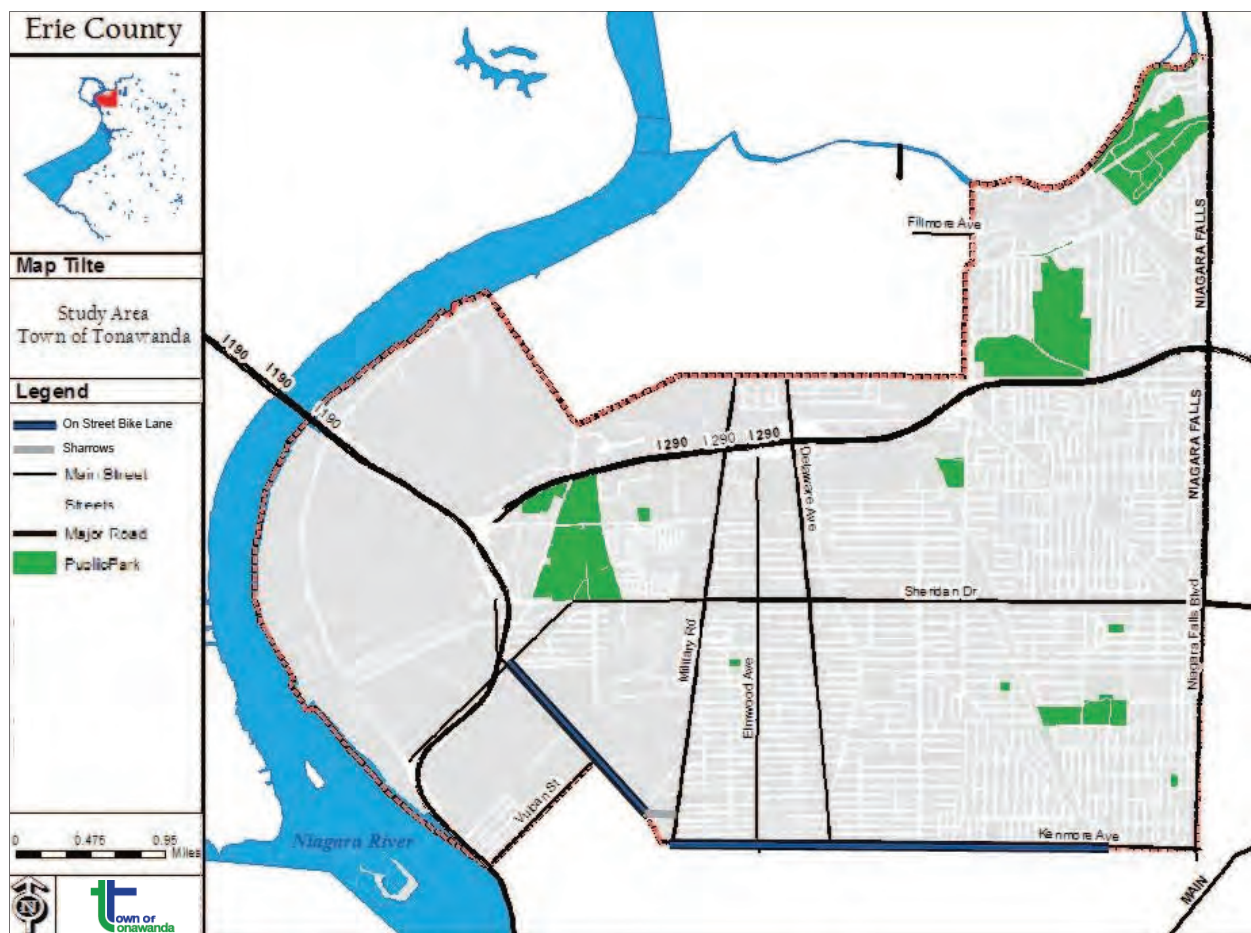 Erie County
Map Tilte
Study Area
Town of Tonawanda
Legend
On Street Bike Lane
Sharrows
Main Street
Streets
Major Road
Public Park
0 0.475 0.95
Miles
N
tt
own of
onawanda
Fillmore Ave
NIAGARA FALLS
I190
I190
I190
NIAGARA FALLS
I290 I290 I290
Delaware Ave
Sheridan Dr
Niagara Falls Blvd
Military Rd
Elmwood Ave
Vulcan St
Kenmore Ave
Niagara River
MAIN